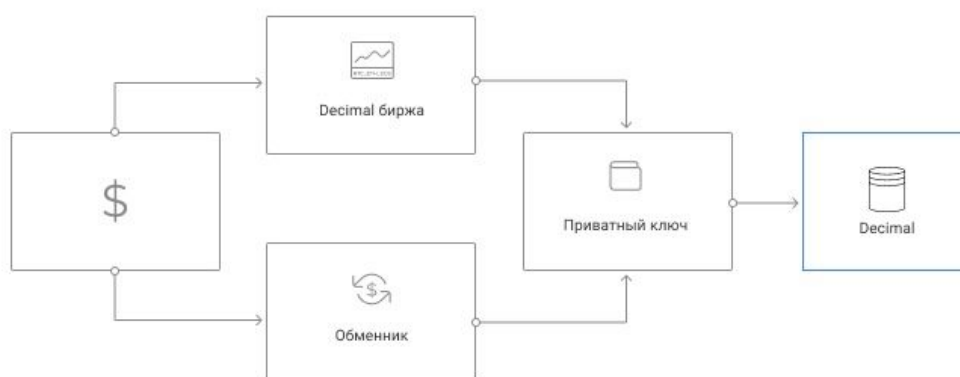 Decimal биржа
$
$
Приватный ключ
Decimal
Обменник